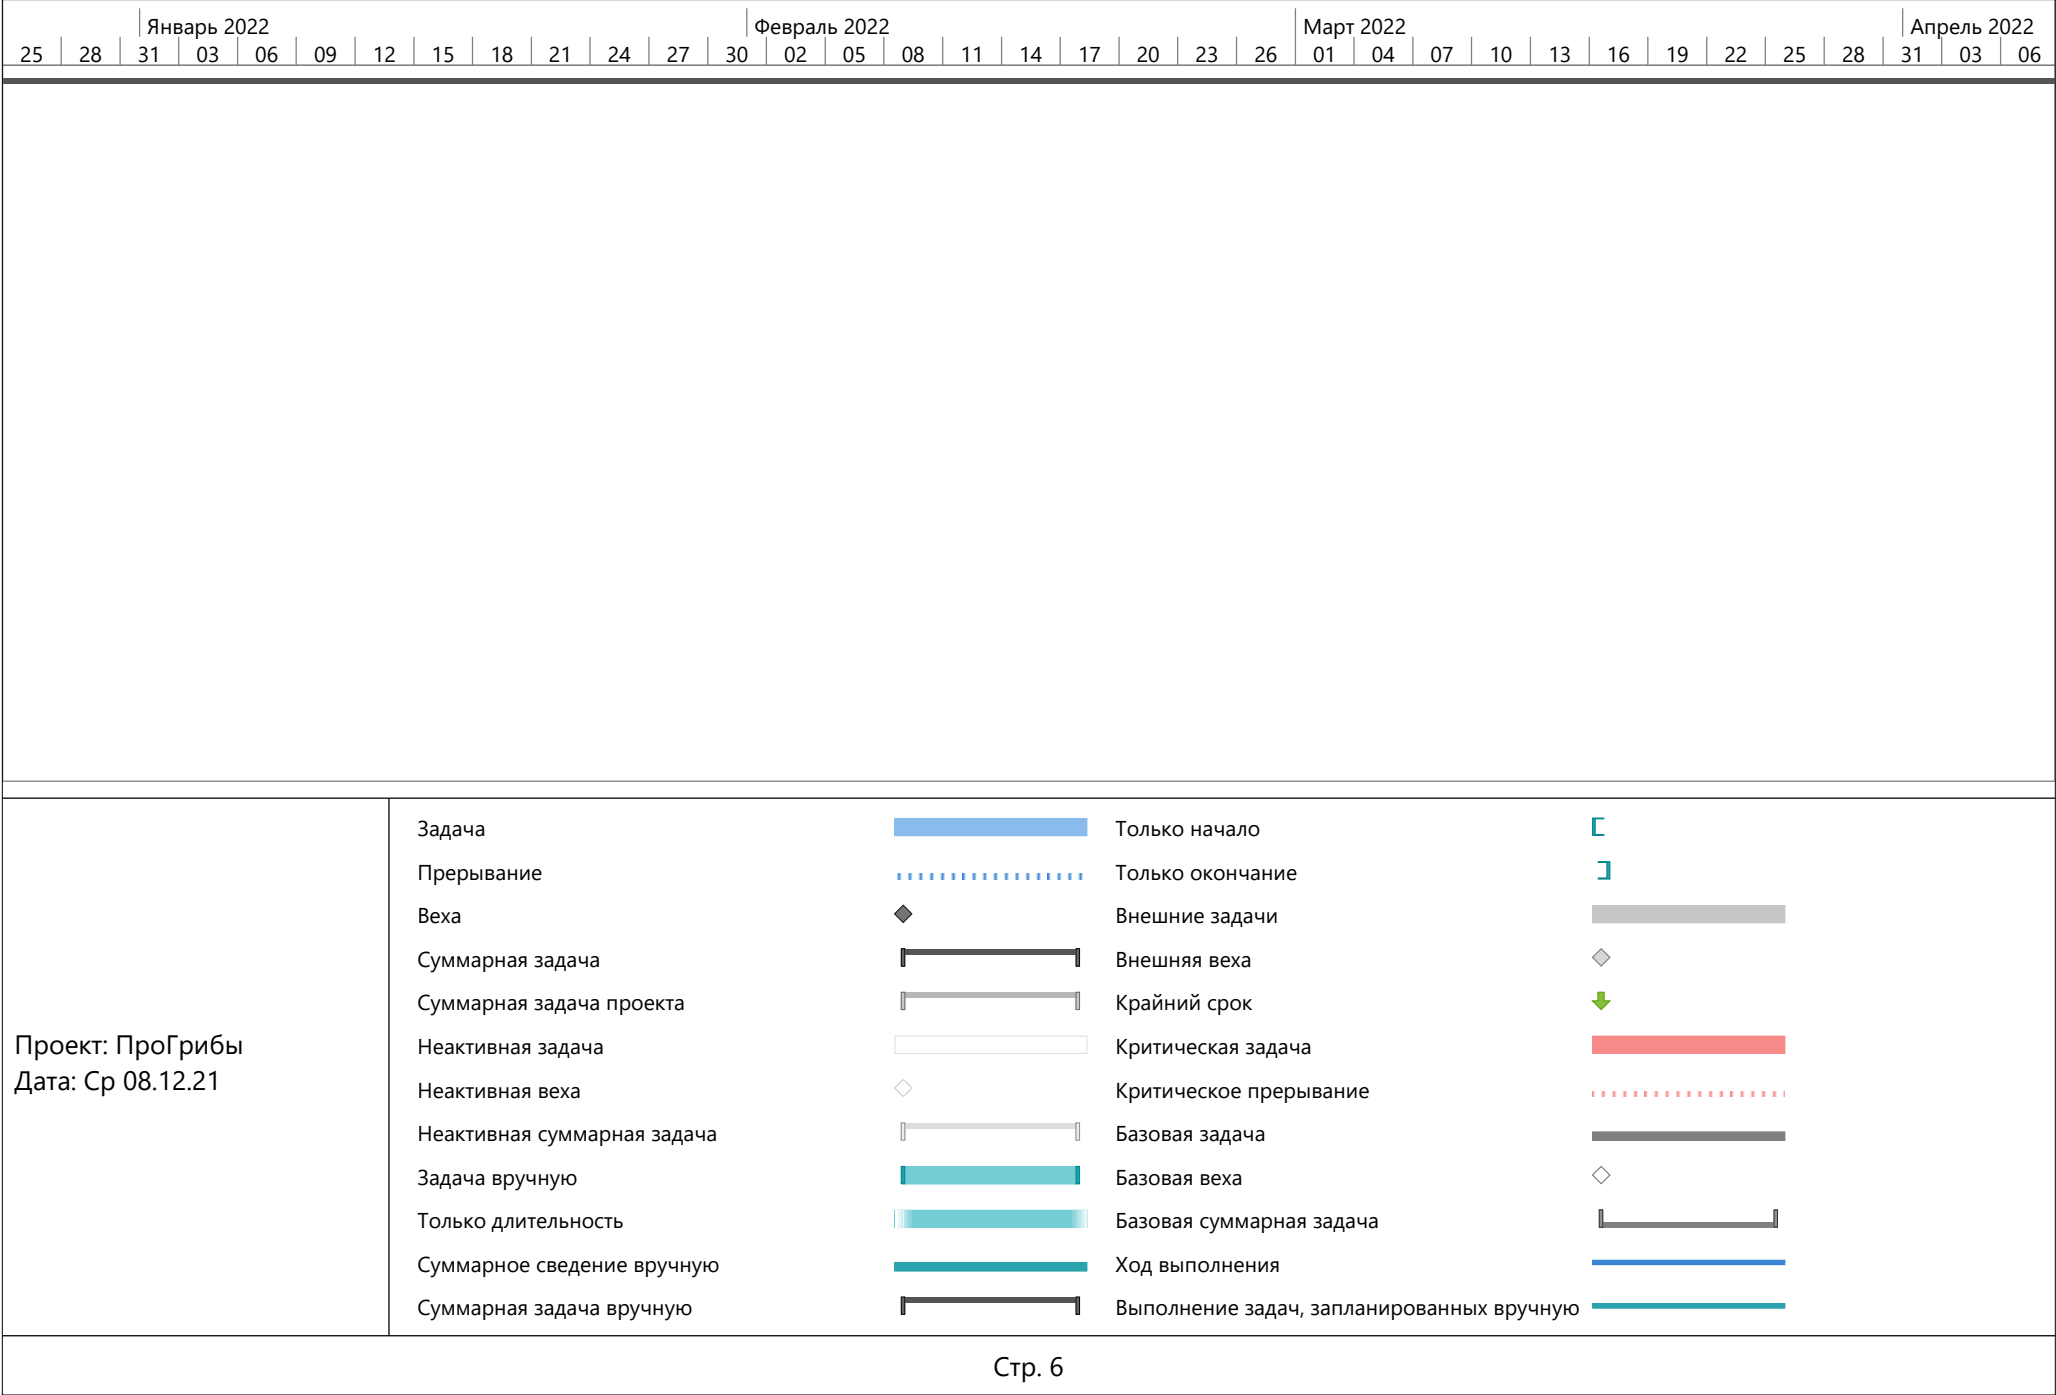 Январь 2022 Февраль 2022 Март 2022 Апрель 2022
25 28 31 03 06 09 12 15 18 21 24 27 30 02 05 08 11 14 17 20 23 26 01 04 07 10 13 16 19 22 25 28 31 03 06
Проект: ПроГрибы
Дата: Ср 08.12.21
Задача
Прерывание
Веха
Суммарная задача
Суммарная задача проекта
Неактивная задача
Неактивная веха
Неактивная суммарная задача
Задача вручную
Только длительность
Суммарное сведение вручную
Суммарная задача вручную
Только начало
Только окончание
Внешние задачи
Внешняя веха
Крайний срок
Критическая задача
Критическое прерывание
Базовая задача
Базовая веха
Базовая суммарная задача
Ход выполнения
Выполнение задач, запланированных вручную
Стр. 6